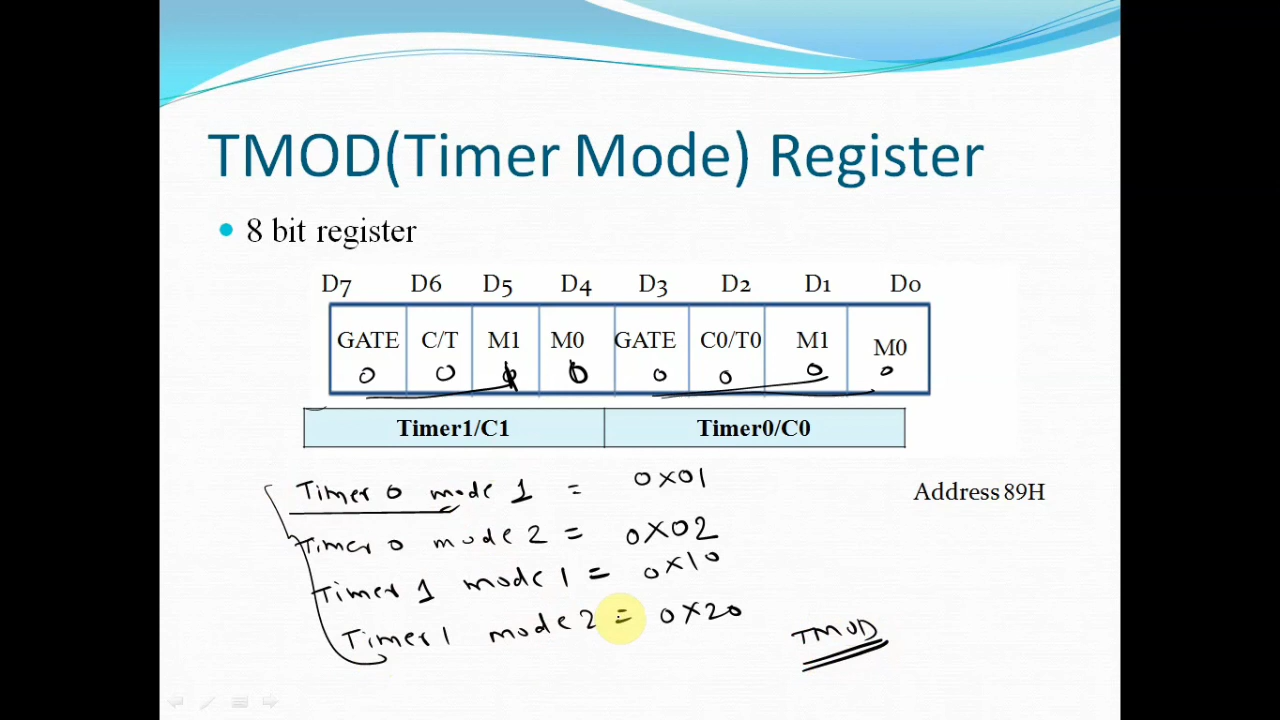 TMOD(Timer Mode) Register
8 bit register
D7 D6 D5 D4 D3 D2 D1 D0
GATE C/T M1 M0 GATE C0/T0 M1 M0
0 0 0 0 0 0
Timer1/C1 Timer0/C0
Timer 0 mode 1 = 0x01
Address 89H
Timer 0 mode 2 = 0x02
Timer 1 mode 1 = 0x10
Timer 1 mode 2 = 0x20
TMOD